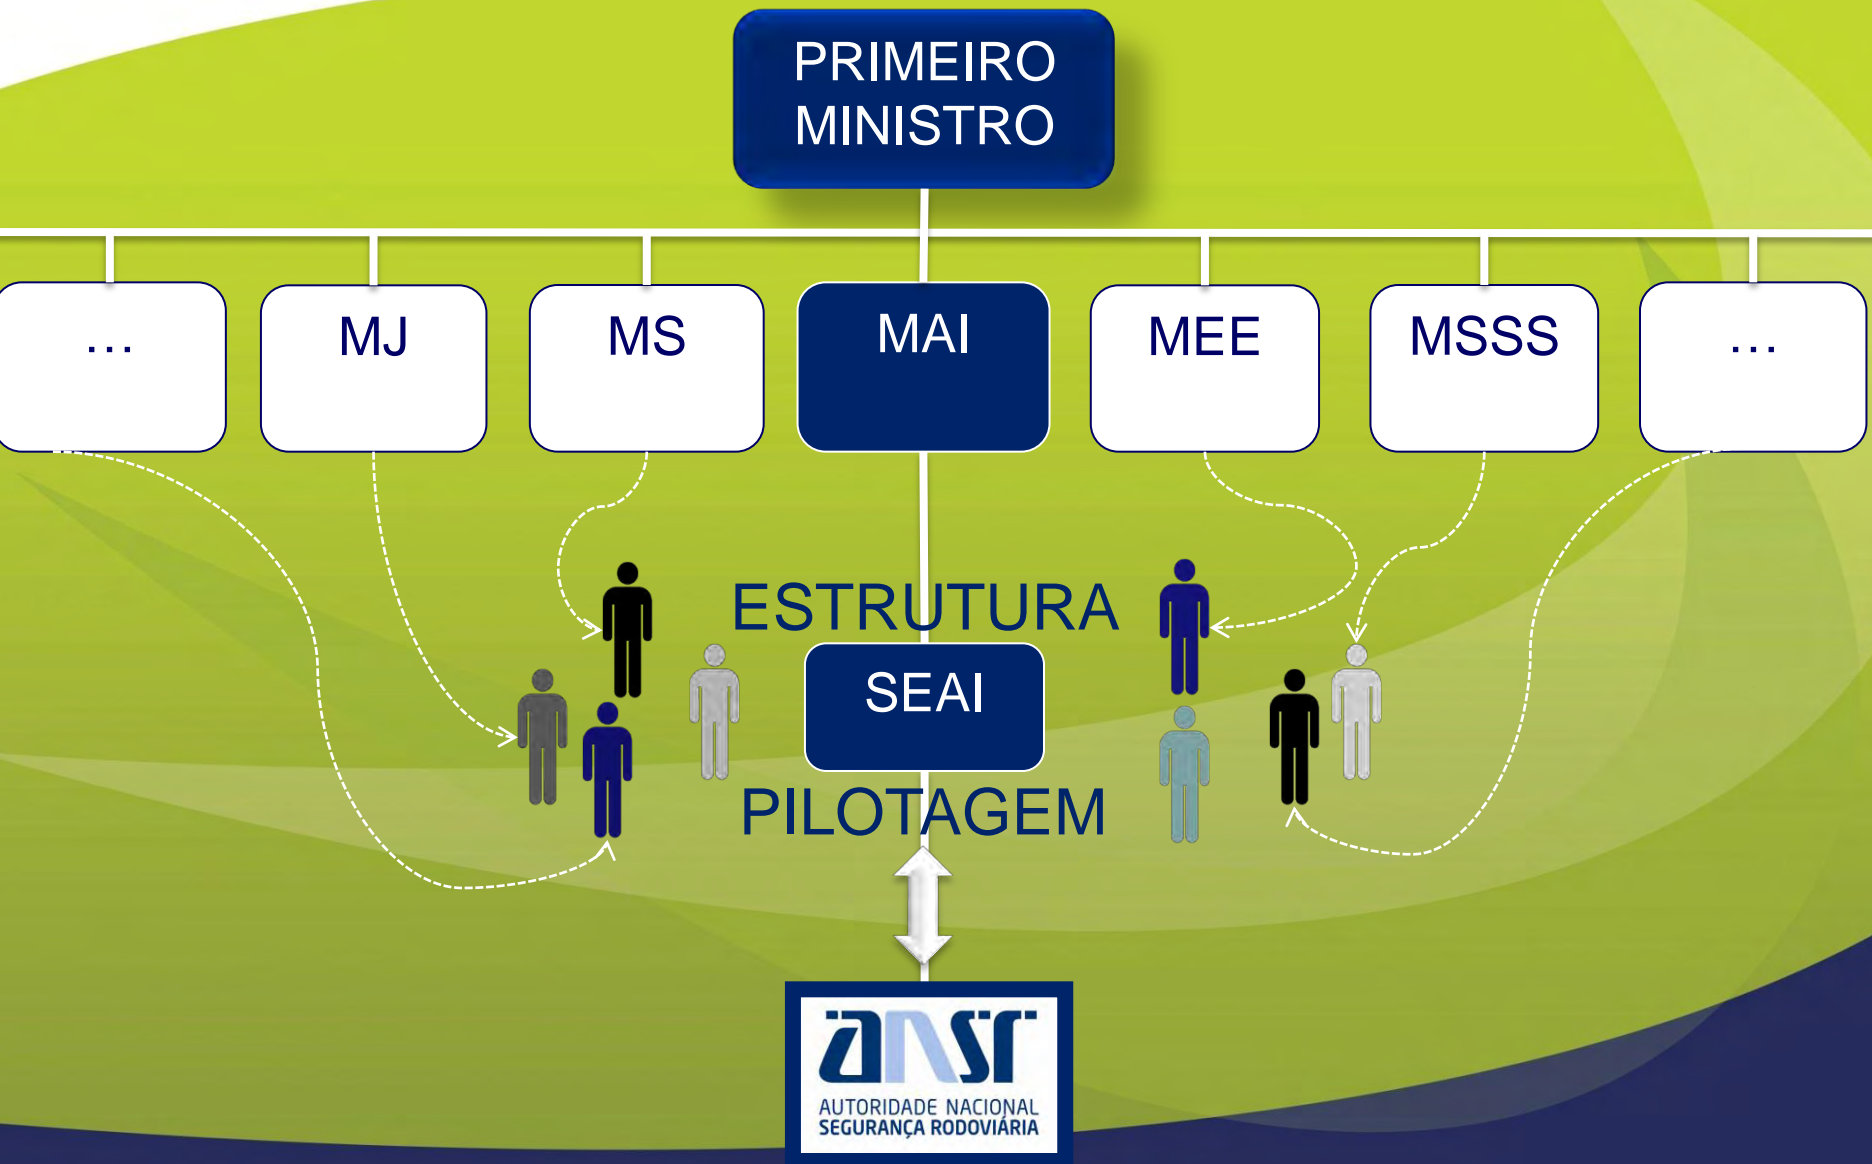 PRIMEIRO
MINISTRO
…
MJ
MS
MAI
MEE
MSSS
…
ESTRUTURA
SEAI
PILOTAGEM
ansr
AUTORIDADE NACIONAL
SEGURANÇA RODOVIÁRIA